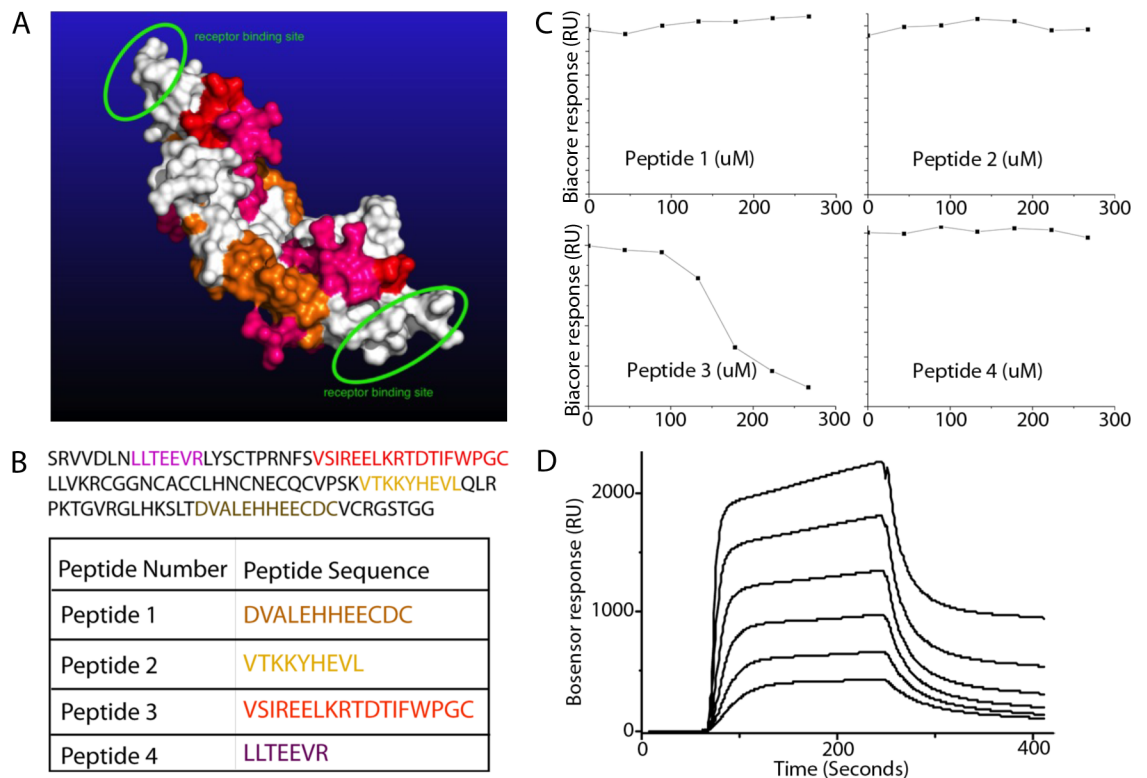 A
receptor binding site
receptor binding site
B
SRVVDLNLLTEEVRLYSCTPRNFSVSIREELKRTDTIFWPGC
LLVKRCGGNCACCLHNCNECQCVPSKVTKKYHEVLQLR
PKTGVRGLHKSLTDVALEHHEECDCVCRGSTGG
Peptide Number Peptide Sequence
Peptide 1 DVALEHHEECDC
Peptide 2 VTKKYHEVL
Peptide 3 VSIREELKRTDTIFWPGC
Peptide 4 LLTEEVR
C
Biacore response (RU)
Peptide 1 (uM)
0 100 200 300
Peptide 2 (uM)
0 100 200 300
Biacore response (RU)
Peptide 3 (uM)
0 100 200 300
Peptide 4 (uM)
0 100 200 300
D
Bosensor response (RU)
2000
1000
0
200 400
Time (Seconds)